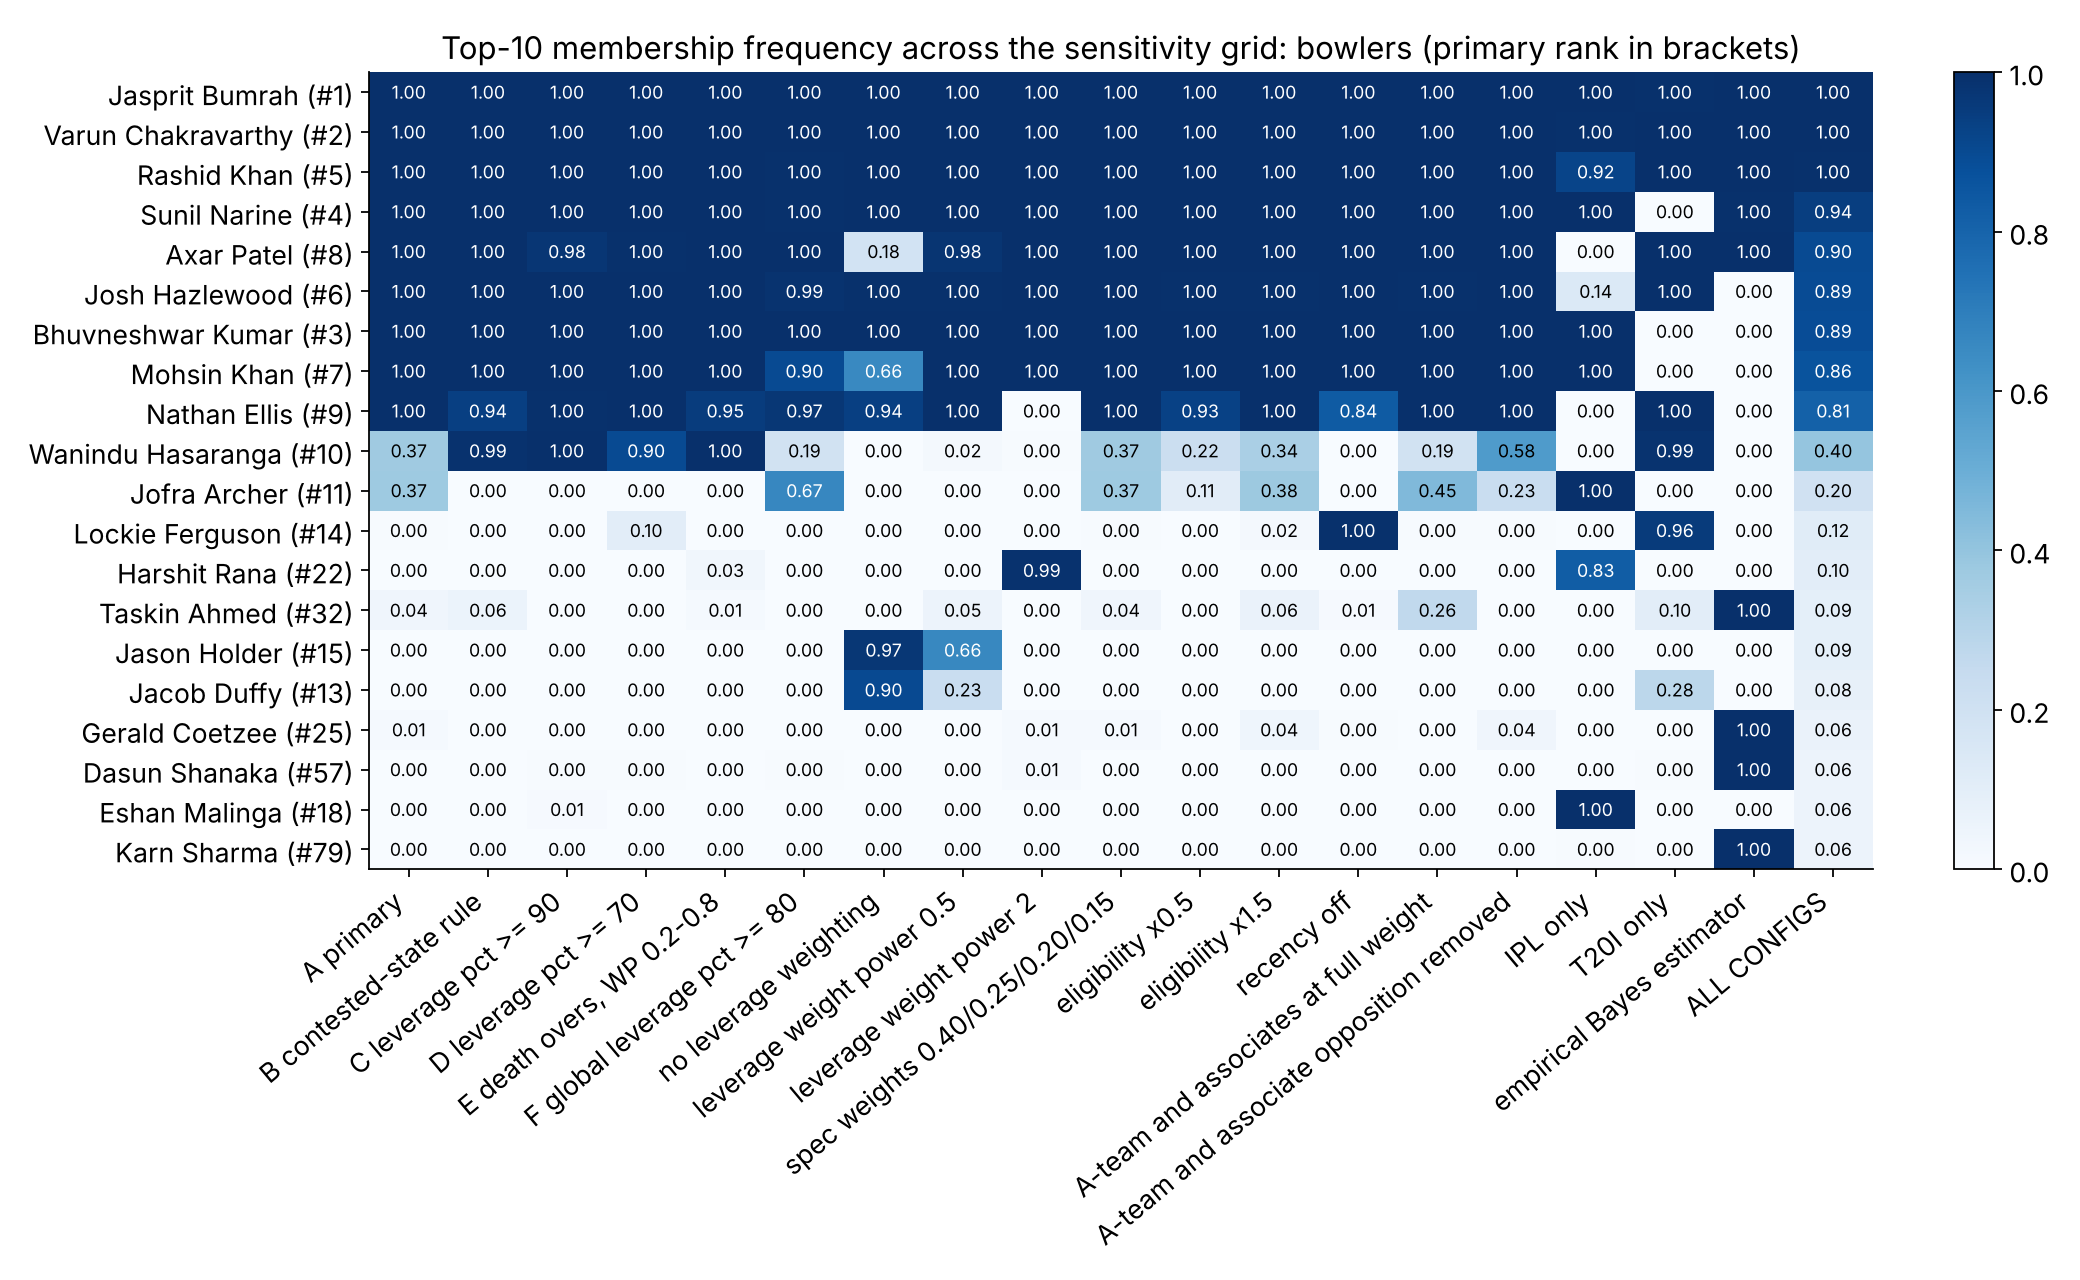 Top-10 membership frequency across the sensitivity grid: bowlers (primary rank in brackets)
Jasprit Bumrah (#1) 1.00 1.00 1.00 1.00 1.00 1.00 1.00 1.00 1.00 1.00 1.00 1.00 1.00 1.00 1.00 1.00 1.00 1.00 1.00
Varun Chakravarthy (#2) 1.00 1.00 1.00 1.00 1.00 1.00 1.00 1.00 1.00 1.00 1.00 1.00 1.00 1.00 1.00 1.00 1.00 1.00 1.00
Rashid Khan (#5) 1.00 1.00 1.00 1.00 1.00 1.00 1.00 1.00 1.00 1.00 1.00 1.00 1.00 1.00 1.00 0.92 1.00 1.00 1.00
Sunil Narine (#4) 1.00 1.00 1.00 1.00 1.00 1.00 1.00 1.00 1.00 1.00 1.00 1.00 1.00 1.00 1.00 1.00 0.00 1.00 0.94
Axar Patel (#8) 1.00 1.00 0.98 1.00 1.00 1.00 0.18 0.98 1.00 1.00 1.00 1.00 1.00 1.00 1.00 0.00 1.00 1.00 0.90
Josh Hazlewood (#6) 1.00 1.00 1.00 1.00 1.00 0.99 1.00 1.00 1.00 1.00 1.00 1.00 1.00 1.00 1.00 0.14 1.00 0.00 0.89
Bhuvneshwar Kumar (#3) 1.00 1.00 1.00 1.00 1.00 1.00 1.00 1.00 1.00 1.00 1.00 1.00 1.00 1.00 1.00 1.00 0.00 0.00 0.89
Mohsin Khan (#7) 1.00 1.00 1.00 1.00 1.00 0.90 0.66 1.00 1.00 1.00 1.00 1.00 1.00 1.00 1.00 1.00 0.00 0.00 0.86
Nathan Ellis (#9) 1.00 0.94 1.00 1.00 0.95 0.97 0.94 1.00 0.00 1.00 0.93 1.00 0.84 1.00 1.00 0.00 1.00 0.00 0.81
Wanindu Hasaranga (#10) 0.37 0.99 1.00 0.90 1.00 0.19 0.00 0.02 0.00 0.37 0.22 0.34 0.00 0.19 0.58 0.00 0.99 0.00 0.40
Jofra Archer (#11) 0.37 0.00 0.00 0.00 0.00 0.67 0.00 0.00 0.00 0.37 0.11 0.38 0.00 0.45 0.23 1.00 0.00 0.00 0.20
Lockie Ferguson (#14) 0.00 0.00 0.00 0.10 0.00 0.00 0.00 0.00 0.00 0.00 0.00 0.02 1.00 0.00 0.00 0.00 0.96 0.00 0.12
Harshit Rana (#22) 0.00 0.00 0.00 0.00 0.03 0.00 0.00 0.00 0.99 0.00 0.00 0.00 0.00 0.00 0.00 0.83 0.00 0.00 0.10
Taskin Ahmed (#32) 0.04 0.06 0.00 0.00 0.01 0.00 0.00 0.05 0.00 0.04 0.00 0.06 0.01 0.26 0.00 0.00 0.10 1.00 0.09
Jason Holder (#15) 0.00 0.00 0.00 0.00 0.00 0.00 0.97 0.66 0.00 0.00 0.00 0.00 0.00 0.00 0.00 0.00 0.00 0.00 0.09
Jacob Duffy (#13) 0.00 0.00 0.00 0.00 0.00 0.00 0.90 0.23 0.00 0.00 0.00 0.00 0.00 0.00 0.00 0.00 0.28 0.00 0.08
Gerald Coetzee (#25) 0.01 0.00 0.00 0.00 0.00 0.00 0.00 0.00 0.01 0.01 0.00 0.04 0.00 0.00 0.04 0.00 0.00 1.00 0.06
Dasun Shanaka (#57) 0.00 0.00 0.00 0.00 0.00 0.00 0.00 0.00 0.01 0.00 0.00 0.00 0.00 0.00 0.00 0.00 0.00 1.00 0.06
Eshan Malinga (#18) 0.00 0.00 0.01 0.00 0.00 0.00 0.00 0.00 0.00 0.00 0.00 0.00 0.00 0.00 0.00 1.00 0.00 0.00 0.06
Karn Sharma (#79) 0.00 0.00 0.00 0.00 0.00 0.00 0.00 0.00 0.00 0.00 0.00 0.00 0.00 0.00 0.00 0.00 0.00 1.00 0.06
A primary
B contested-state rule
C leverage pct >= 90
D leverage pct >= 70
E death overs, WP 0.2-0.8
F global leverage pct >= 80
no leverage weighting
leverage weight power 0.5
leverage weight power 2
spec weights 0.40/0.25/0.20/0.15
eligibility x0.5
eligibility x1.5
recency off
A-team and associates at full weight
A-team and associate opposition removed
IPL only
T20I only
empirical Bayes estimator
ALL CONFIGS
1.0
0.8
0.6
0.4
0.2
0.0